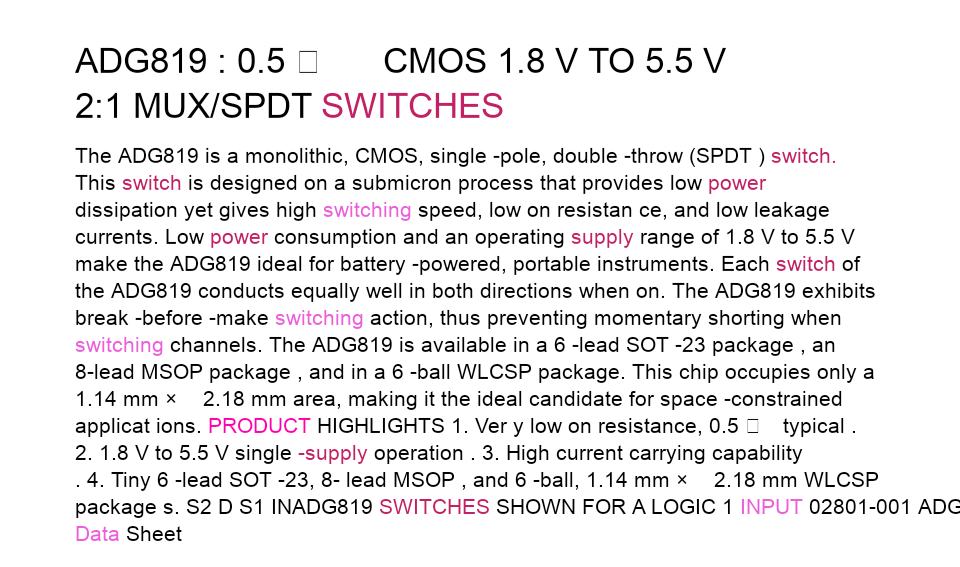 ADG819 : 0.5 □ CMOS 1.8 V TO 5.5 V
2:1 MUX/SPDT SWITCHES
The ADG819 is a monolithic, CMOS, single -pole, double -throw (SPDT ) switch.
This switch is designed on a submicron process that provides low power
dissipation yet gives high switching speed, low on resistan ce, and low leakage
currents. Low power consumption and an operating supply range of 1.8 V to 5.5 V
make the ADG819 ideal for battery -powered, portable instruments. Each switch of
the ADG819 conducts equally well in both directions when on. The ADG819 exhibits
break -before -make switching action, thus preventing momentary shorting when
switching channels. The ADG819 is available in a 6 -lead SOT -23 package , an
8-lead MSOP package , and in a 6 -ball WLCSP package. This chip occupies only a
1.14 mm × 2.18 mm area, making it the ideal candidate for space -constrained
applicat ions. PRODUCT HIGHLIGHTS 1. Ver y low on resistance, 0.5 □ typical .
2. 1.8 V to 5.5 V single -supply operation . 3. High current carrying capability
. 4. Tiny 6 -lead SOT -23, 8- lead MSOP , and 6 -ball, 1.14 mm × 2.18 mm WLCSP
package s. S2 D S1 INADG819 SWITCHES SHOWN FOR A LOGIC 1 INPUT 02801-001 ADG
Data Sheet